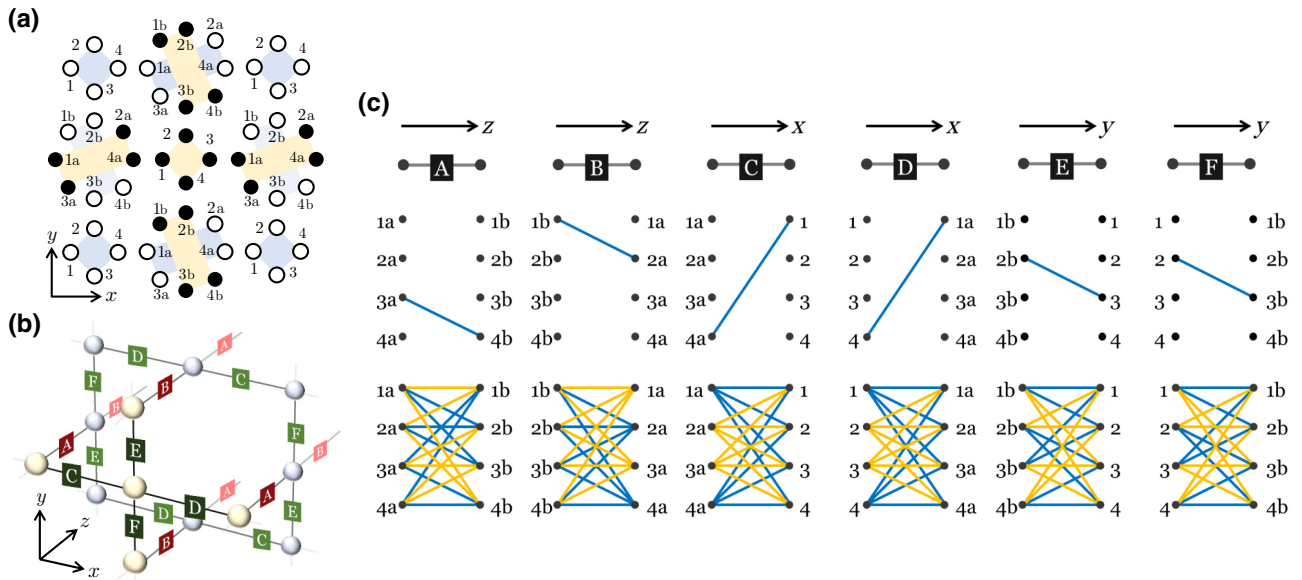 (a)
1b 2a
2 4 2b 2 4
1a 4a
1 3 3b 1 3
3a 4b
1b 2a 1b 2a
2b 2 3 2b
1a 4a 1a 4a
3b 1 4 3b
3a 4b 3a 4b
1b 2a
2 4 2b 2 4
1a 4a
1 3 3b 1 3
3a 4b
y
x
(b)
A
D C
F B B
F
A E E B
C D A A
D F B C E
y z
x
(c)
z z x x y y
A B C D E F
1a 1b 1b 1a 1a 1 1 1a 1b 1 1 1b
2a 2b 2b 2a 2a 2 2 2a 2b 2 2 2b
3a 3b 3b 3a 3a 3 3 3a 3b 3 3 3b
4a 4b 4b 4a 4a 4 4 4a 4b 4 4 4b
1a 1b 1b 1a 1a 1 1 1a 1b 1 1 1b
2a 2b 2b 2a 2a 2 2 2a 2b 2 2 2b
3a 3b 3b 3a 3a 3 3 3a 3b 3 3 3b
4a 4b 4b 4a 4a 4 4 4a 4b 4 4 4b